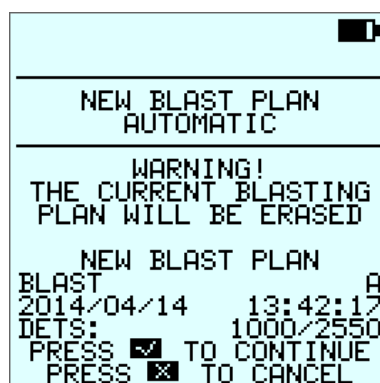 NEW BLAST PLAN
AUTOMATIC
WARNING!
THE CURRENT BLASTING
PLAN WILL BE ERASED
NEW BLAST PLAN
BLAST A
2014/04/14 13:42:17
DETS: 1000/2550
PRESS ✓ TO CONTINUE
PRESS X TO CANCEL